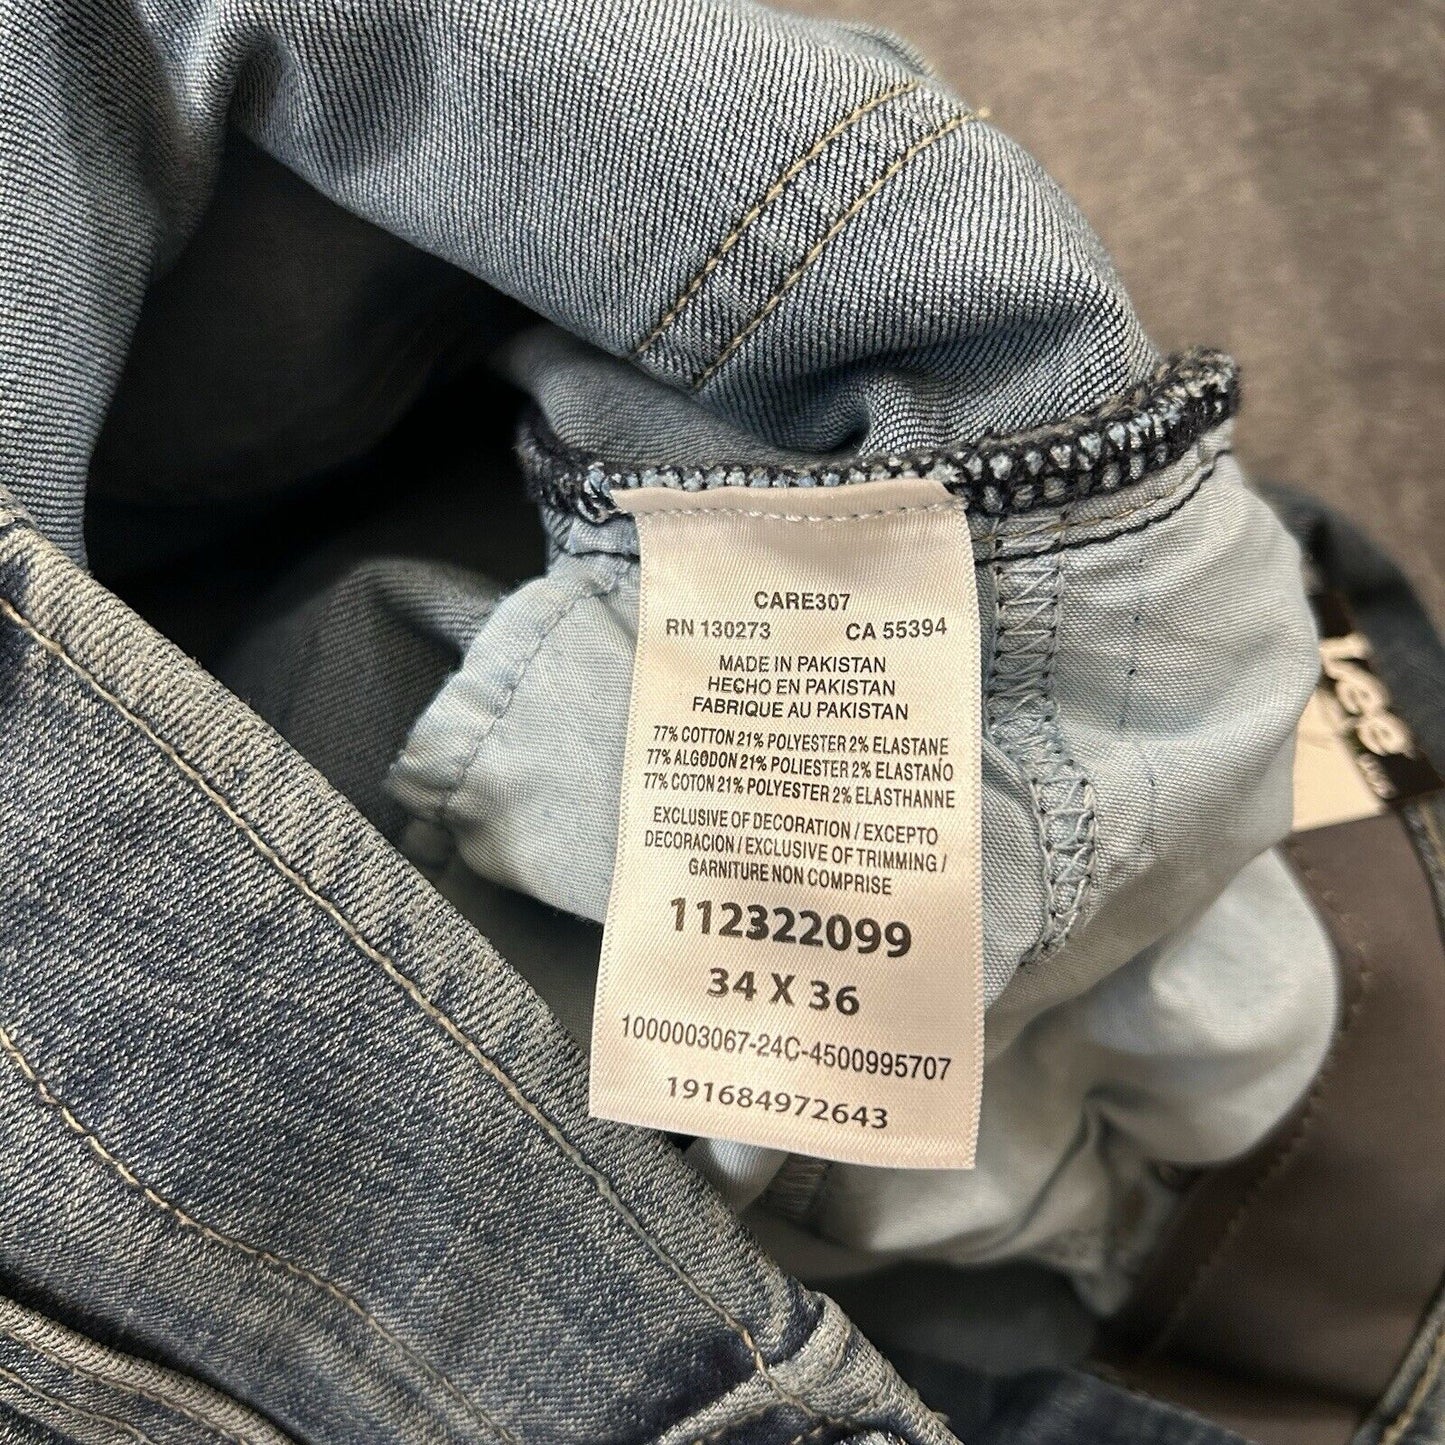 CARE307
RN 130273 CA 55394
MADE IN PAKISTAN
HECHO EN PAKISTAN
FABRIQUE AU PAKISTAN
77% COTTON 21% POLYESTER 2% ELASTANE
77% ALGODON 21% POLIESTER 2% ELASTAÑO
77% COTON 21% POLYESTER 2% ELASTHANNE
EXCLUSIVE OF DECORATION / EXCEPTO
DECORACION / EXCLUSIVE OF TRIMMING /
GARNITURE NON COMPRISE
112322099
34 X 36
1000003067-24C-4500995707
191684972643
Lee